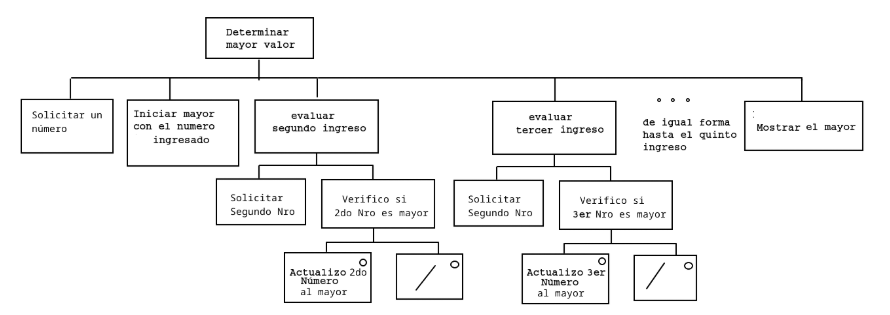 Determinar
mayor valor
Solicitar un
número
Iniciar mayor
con el numero
ingresado
evaluar
segundo ingreso
evaluar
tercer ingreso
de igual forma
hasta el quinto
ingreso
Mostrar el mayor
Solicitar
Segundo Nro
Verifico si
2do Nro es mayor
Solicitar
Segundo Nro
Verifico si
3er Nro es mayor
Actualizo 2do
Número
al mayor
Actualizo 3er
Número
al mayor